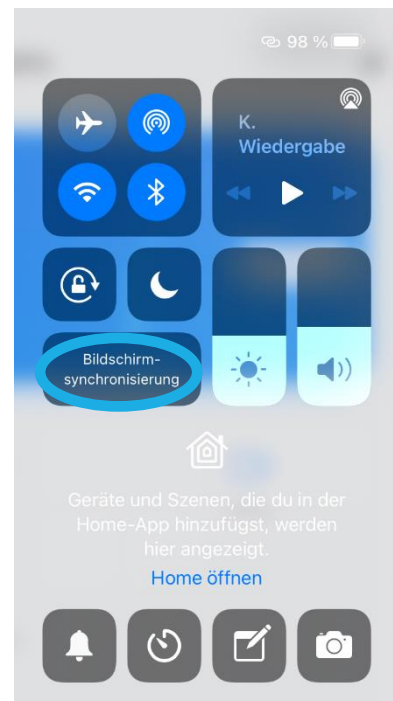 98 %
K.
Wiedergabe
Bildschirm-
synchronisierung
Geräte und Szenen, die du in der
Home-App hinzufügst, werden
hier angezeigt.
Home öffnen